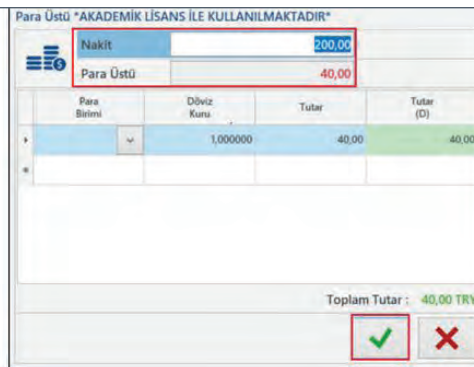 Para Üstü *AKADEMİK LİSANS İLE KULLANILMAKTADIR*
Nakit 200,00
Para Üstü 40,00
Para Birimi Döviz Kuru Tutar Tutar (D)
1,000000 40,00 40,00
Toplam Tutar : 40,00 TRY